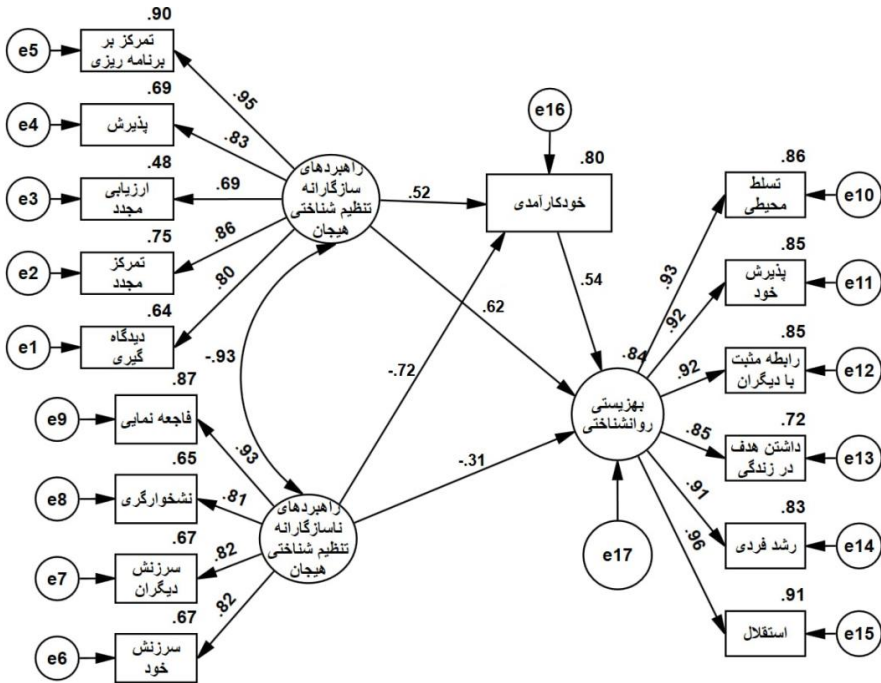 .90
e5
تمرکز بر
برنامه ریزی
.95
.69
e4
پذیرش
.83
.48
e3
ارزیابی
مجدد
.69
.75
e2
تمرکز
مجدد
.86
.64
e1
دیدگاه
گیری
.80
راهبردهای
سازگارانه
تنظیم شناختی
هیجان
-.93
.87
e9
فاجعه نمایی
.93
.65
e8
نشخوارگری
.81
.67
e7
سرزنش
دیگران
.82
.67
e6
سرزنش
خود
.82
راهبردهای
ناسازگارانه
تنظیم شناختی
هیجان
e16
.80
خودکارآمدی
.52
.62
-.72
.54
-.31
.84
بهزیستی
روانشناختی
e17
.86
تسلط
محیطی
e10
.93
.85
پذیرش
خود
e11
.92
.85
رابطه مثبت
با دیگران
e12
.92
.72
داشتن هدف
در زندگی
e13
.85
.83
رشد فردی
e14
.91
.91
استقلال
e15
.96